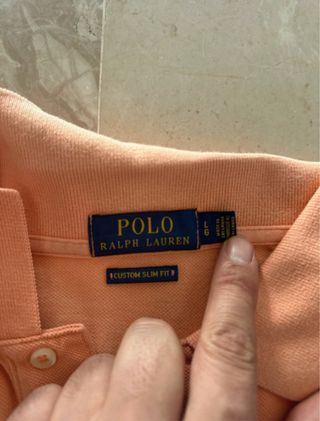 POLO
RALPH LAUREN
L
G
CUSTOM SLIM FIT